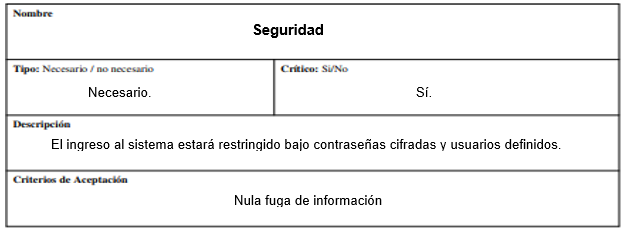 Nombre
Seguridad
Tipo: Necesario / no necesario
Crítico: Si/No
Necesario.
Sí.
Descripción
El ingreso al sistema estará restringido bajo contraseñas cifradas y usuarios definidos.
Criterios de Aceptación
Nula fuga de información